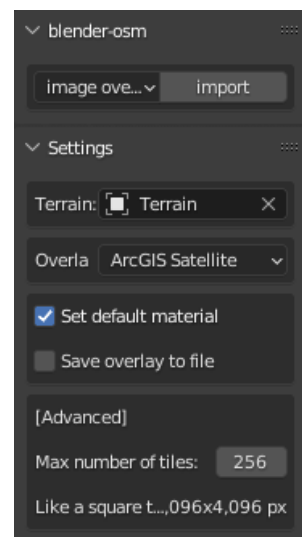 blender-osm
image ove... import
Settings
Terrain: Terrain
Overla ArcGIS Satellite
Set default material
Save overlay to file
[Advanced]
Max number of tiles: 256
Like a square t...,096x4,096 px